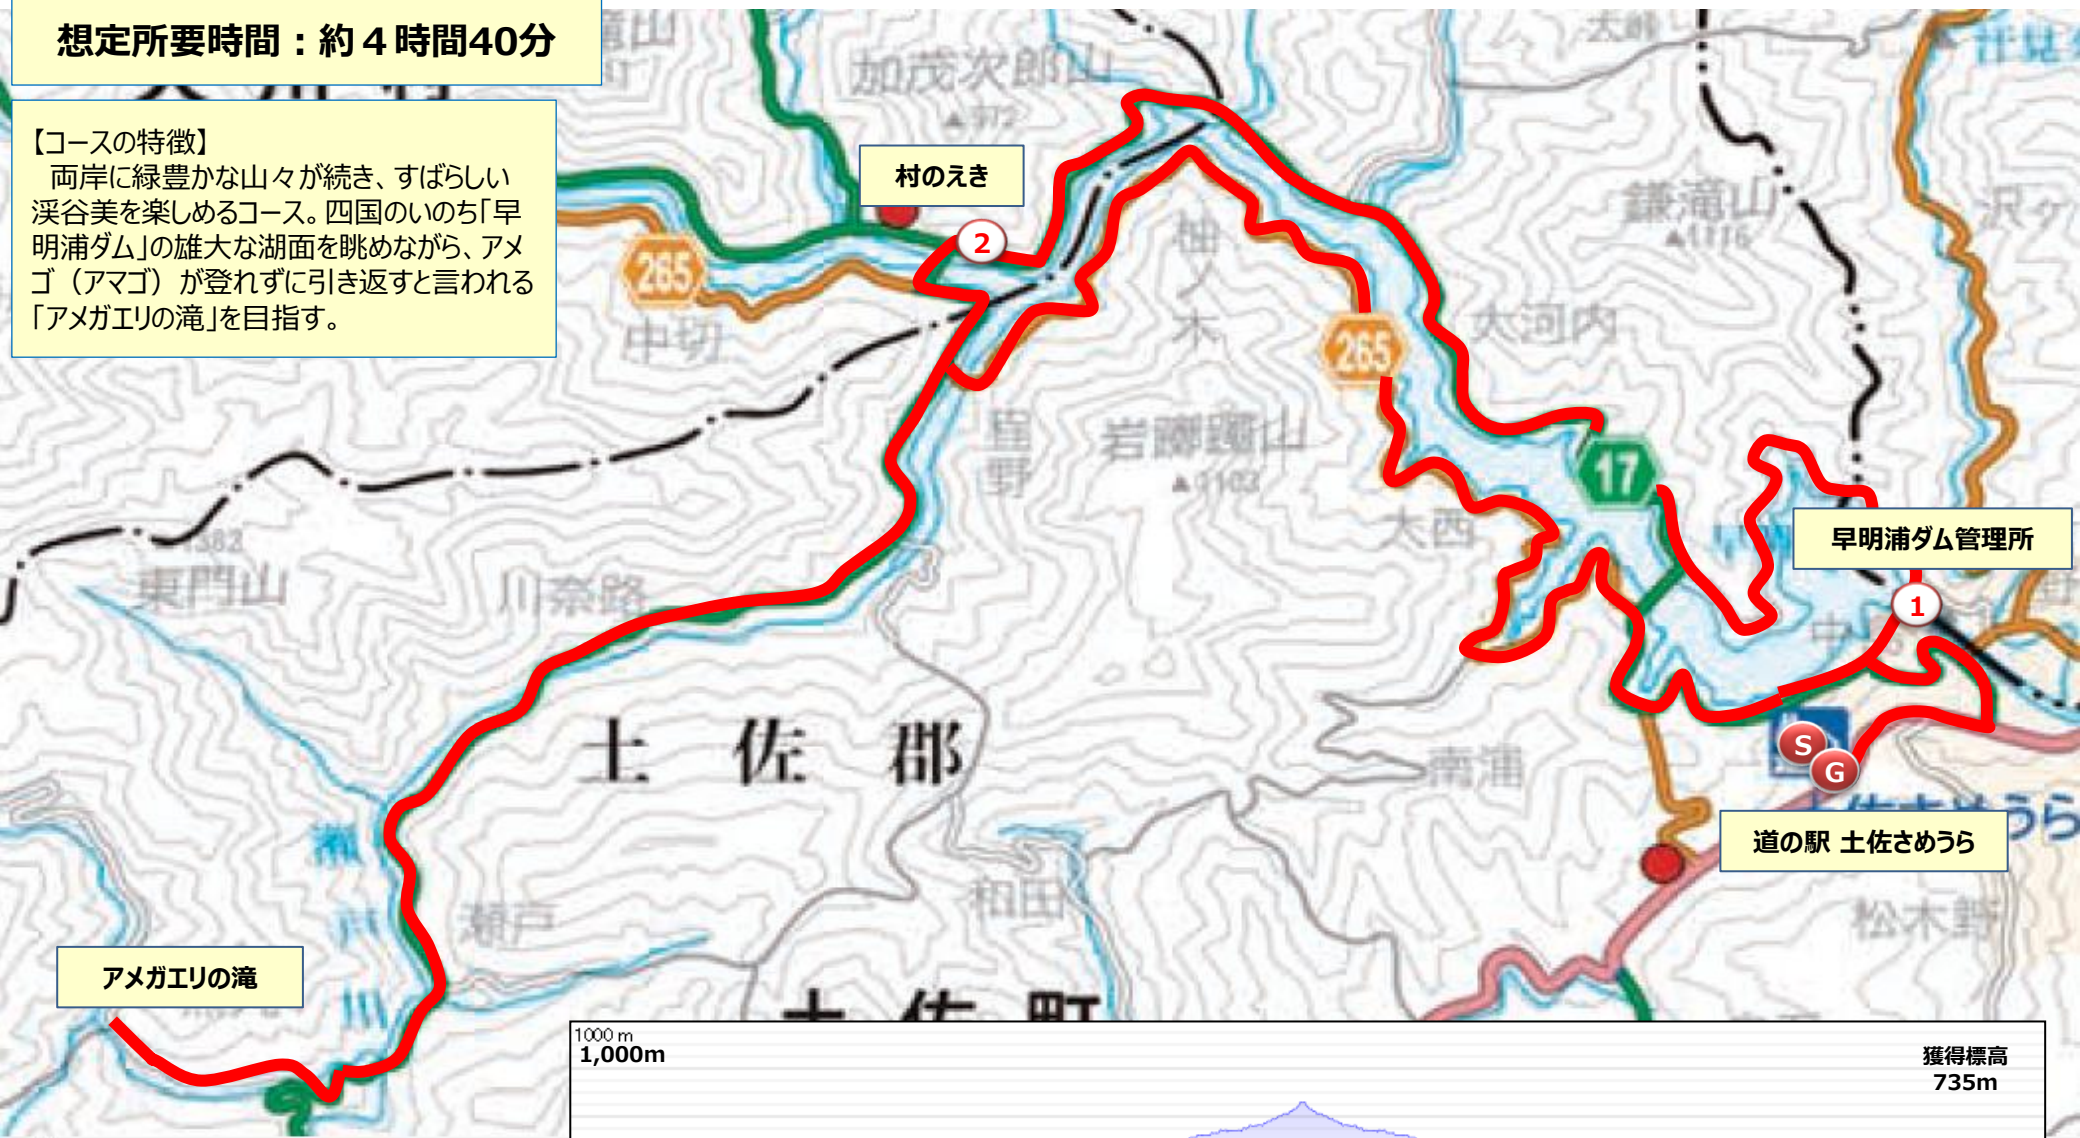 想定所要時間：約４時間40分
【コースの特徴】
両岸に緑豊かな山々が続き、すばらしい
渓谷美を楽しめるコース。四国のいのち「早
明浦ダム」の雄大な湖面を眺めながら、アメ
ゴ（アマゴ）が登れずに引き返すと言われる
「アメガエリの滝」を目指す。
加茂次郎山
▲972
村のえき
2
265
中切
鎌滝山
▲1116
大河内
265
17
▲1103
大西
早明浦ダム管理所
1
東門山
川奈路
土佐郡
南浦
S
G
道の駅 土佐さめうら
瀬戸川
瀬戸
和田
松木野
アメガエリの滝
土佐町
1000 m
1,000m
獲得標高
735m